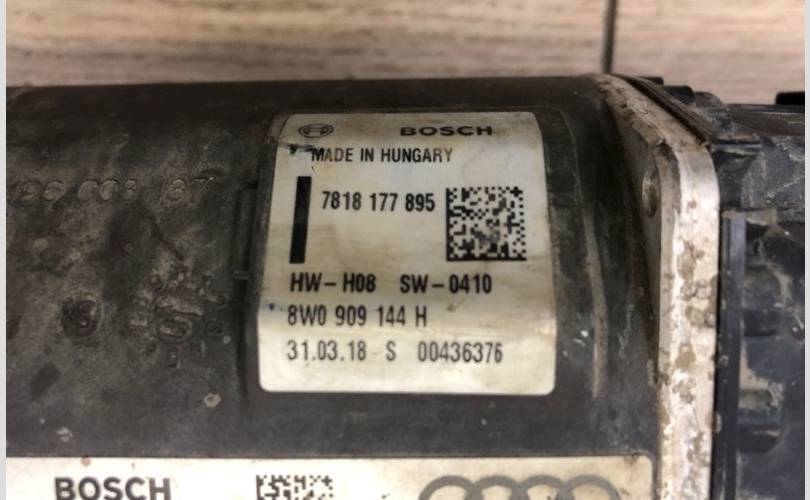 BOSCH
MADE IN HUNGARY
7818 177 895
HW-H08 SW-0410
8W0 909 144 H
31.03.18 S 00436376
BOSCH